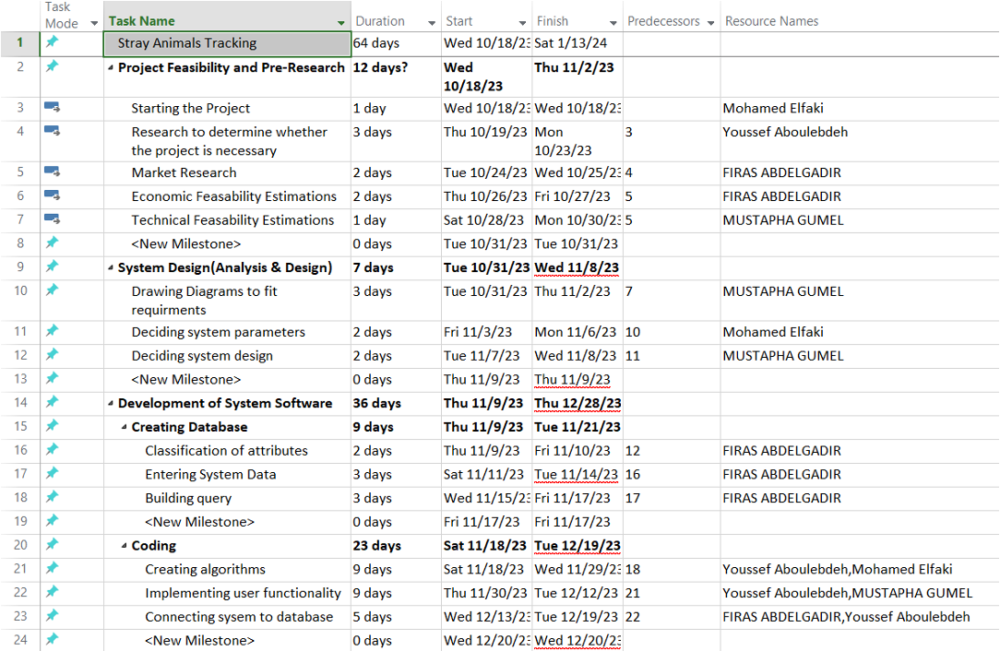 Task Mode Task Name Duration Start Finish Predecessors Resource Names
1 Stray Animals Tracking 64 days Wed 10/18/23 Sat 1/13/24
2 Project Feasibility and Pre-Research 12 days? Wed 10/18/23 Thu 11/2/23
3 Starting the Project 1 day Wed 10/18/23 Wed 10/18/23 Mohamed Elfaki
4 Research to determine whether the project is necessary 3 days Thu 10/19/23 Mon 10/23/23 3 Youssef Aboulebdeh
5 Market Research 2 days Tue 10/24/23 Wed 10/25/23 4 FIRAS ABDELGADIR
6 Economic Feasability Estimations 2 days Thu 10/26/23 Fri 10/27/23 5 FIRAS ABDELGADIR
7 Technical Feasability Estimations 1 day Sat 10/28/23 Mon 10/30/23 5 MUSTAPHA GUMEL
8 <New Milestone> 0 days Tue 10/31/23 Tue 10/31/23
9 System Design(Analysis & Design) 7 days Tue 10/31/23 Wed 11/8/23
10 Drawing Diagrams to fit requirments 3 days Tue 10/31/23 Thu 11/2/23 7 MUSTAPHA GUMEL
11 Deciding system parameters 2 days Fri 11/3/23 Mon 11/6/23 10 Mohamed Elfaki
12 Deciding system design 2 days Tue 11/7/23 Wed 11/8/23 11 MUSTAPHA GUMEL
13 <New Milestone> 0 days Thu 11/9/23 Thu 11/9/23
14 Development of System Software 36 days Thu 11/9/23 Thu 12/28/23
15 Creating Database 9 days Thu 11/9/23 Tue 11/21/23
16 Classification of attributes 2 days Thu 11/9/23 Fri 11/10/23 12 FIRAS ABDELGADIR
17 Entering System Data 3 days Sat 11/11/23 Tue 11/14/23 16 FIRAS ABDELGADIR
18 Building query 3 days Wed 11/15/23 Fri 11/17/23 17 FIRAS ABDELGADIR
19 <New Milestone> 0 days Fri 11/17/23 Fri 11/17/23
20 Coding 23 days Sat 11/18/23 Tue 12/19/23
21 Creating algorithms 9 days Sat 11/18/23 Wed 11/29/23 18 Youssef Aboulebdeh,Mohamed Elfaki
22 Implementing user functionality 9 days Thu 11/30/23 Tue 12/12/23 21 Youssef Aboulebdeh,MUSTAPHA GUMEL
23 Connecting sysem to database 5 days Wed 12/13/23 Tue 12/19/23 22 FIRAS ABDELGADIR,Youssef Aboulebdeh
24 <New Milestone> 0 days Wed 12/20/23 Wed 12/20/23